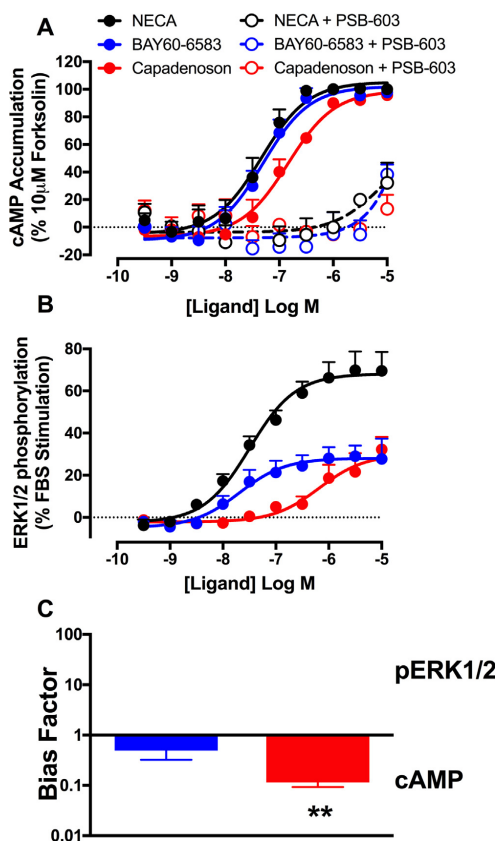 A
NECA
NECA + PSB-603
BAY60-6583
BAY60-6583 + PSB-603
Capadenoson
Capadenoson + PSB-603
cAMP Accumulation
(% 10μM Forksolin)
120
100
80
60
40
20
0
-20
-10 -9 -8 -7 -6 -5
[Ligand] Log M
B
ERK1/2 phosphorylation
(% FBS Stimulation)
80
60
40
20
0
-10 -9 -8 -7 -6 -5
[Ligand] Log M
C
Bias Factor
100
10
1
0.1
0.01
pERK1/2
cAMP
**